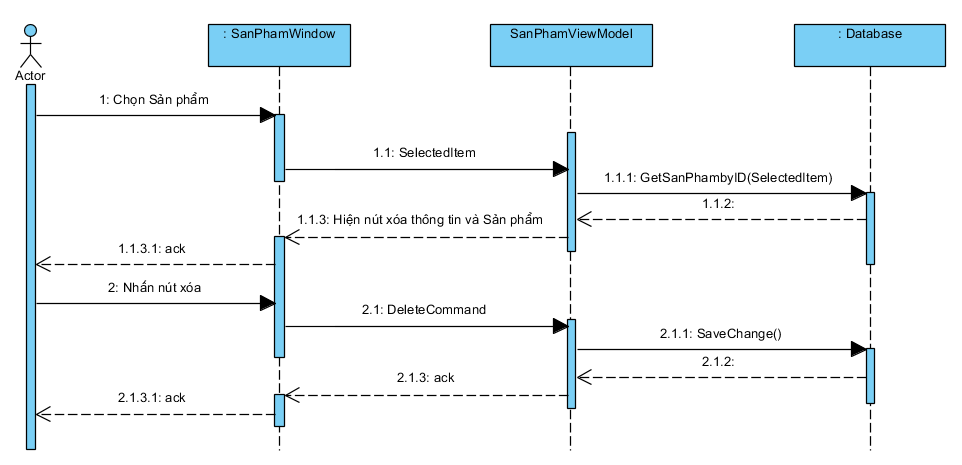 : SanPhamWindow
SanPhamViewModel
: Database
Actor
1: Chọn Sản phẩm
1.1: SelectedItem
1.1.1: GetSanPhambyID(SelectedItem)
1.1.2:
1.1.3: Hiện nút xóa thông tin và Sản phẩm
1.1.3.1: ack
2: Nhấn nút xóa
2.1: DeleteCommand
2.1.1: SaveChange()
2.1.2:
2.1.3: ack
2.1.3.1: ack